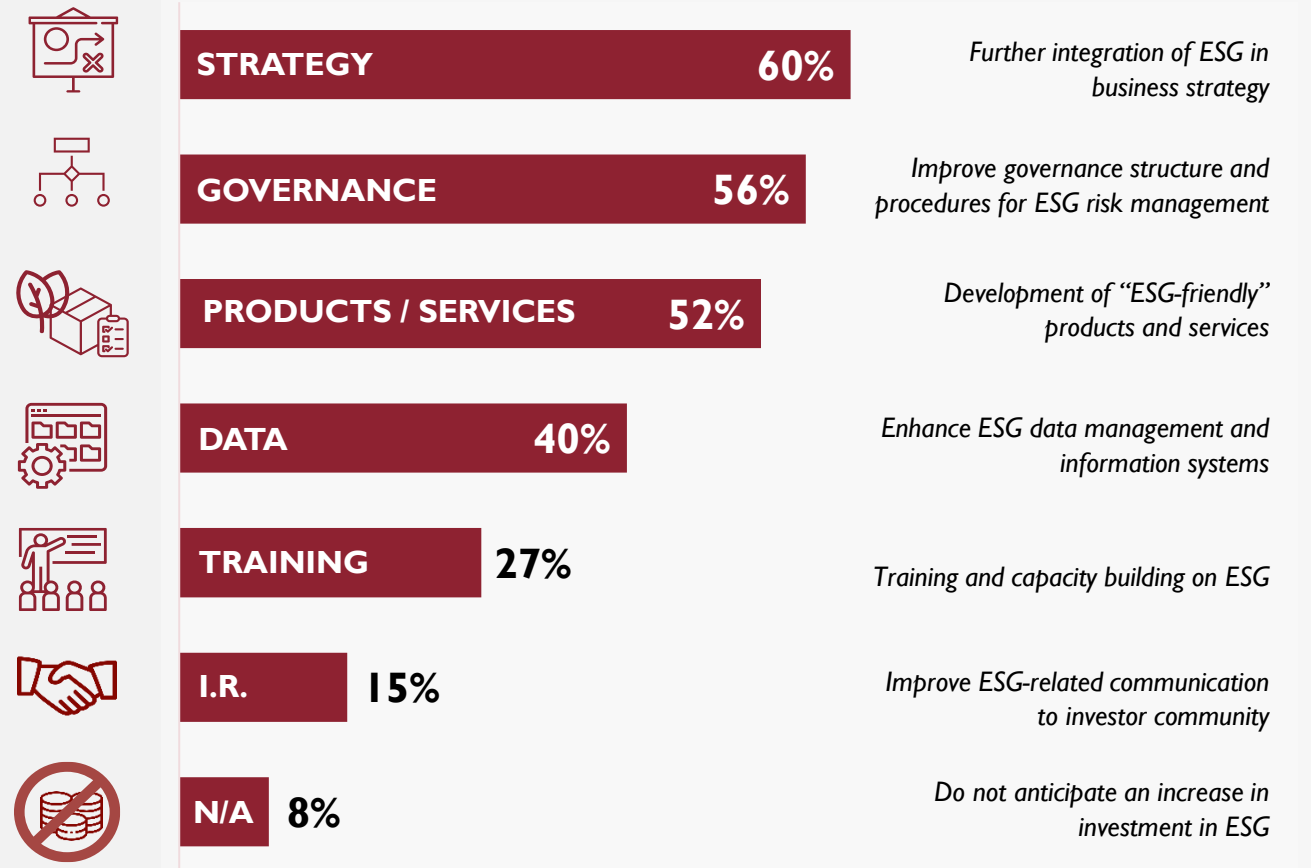 STRATEGY 60%
Further integration of ESG in
business strategy
GOVERNANCE 56%
Improve governance structure and
procedures for ESG risk management
PRODUCTS / SERVICES 52%
Development of “ESG-friendly”
products and services
DATA 40%
Enhance ESG data management and
information systems
TRAINING 27%
Training and capacity building on ESG
I.R. 15%
Improve ESG-related communication
to investor community
N/A 8%
Do not anticipate an increase in
investment in ESG